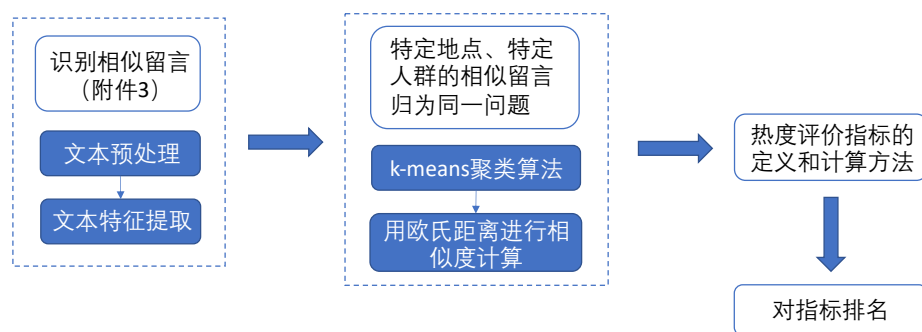 识别相似留言
（附件3）
文本预处理
文本特征提取
特定地点、特定
人群的相似留言
归为同一问题
k-means聚类算法
用欧氏距离进行相
似度计算
热度评价指标的
定义和计算方法
对指标排名